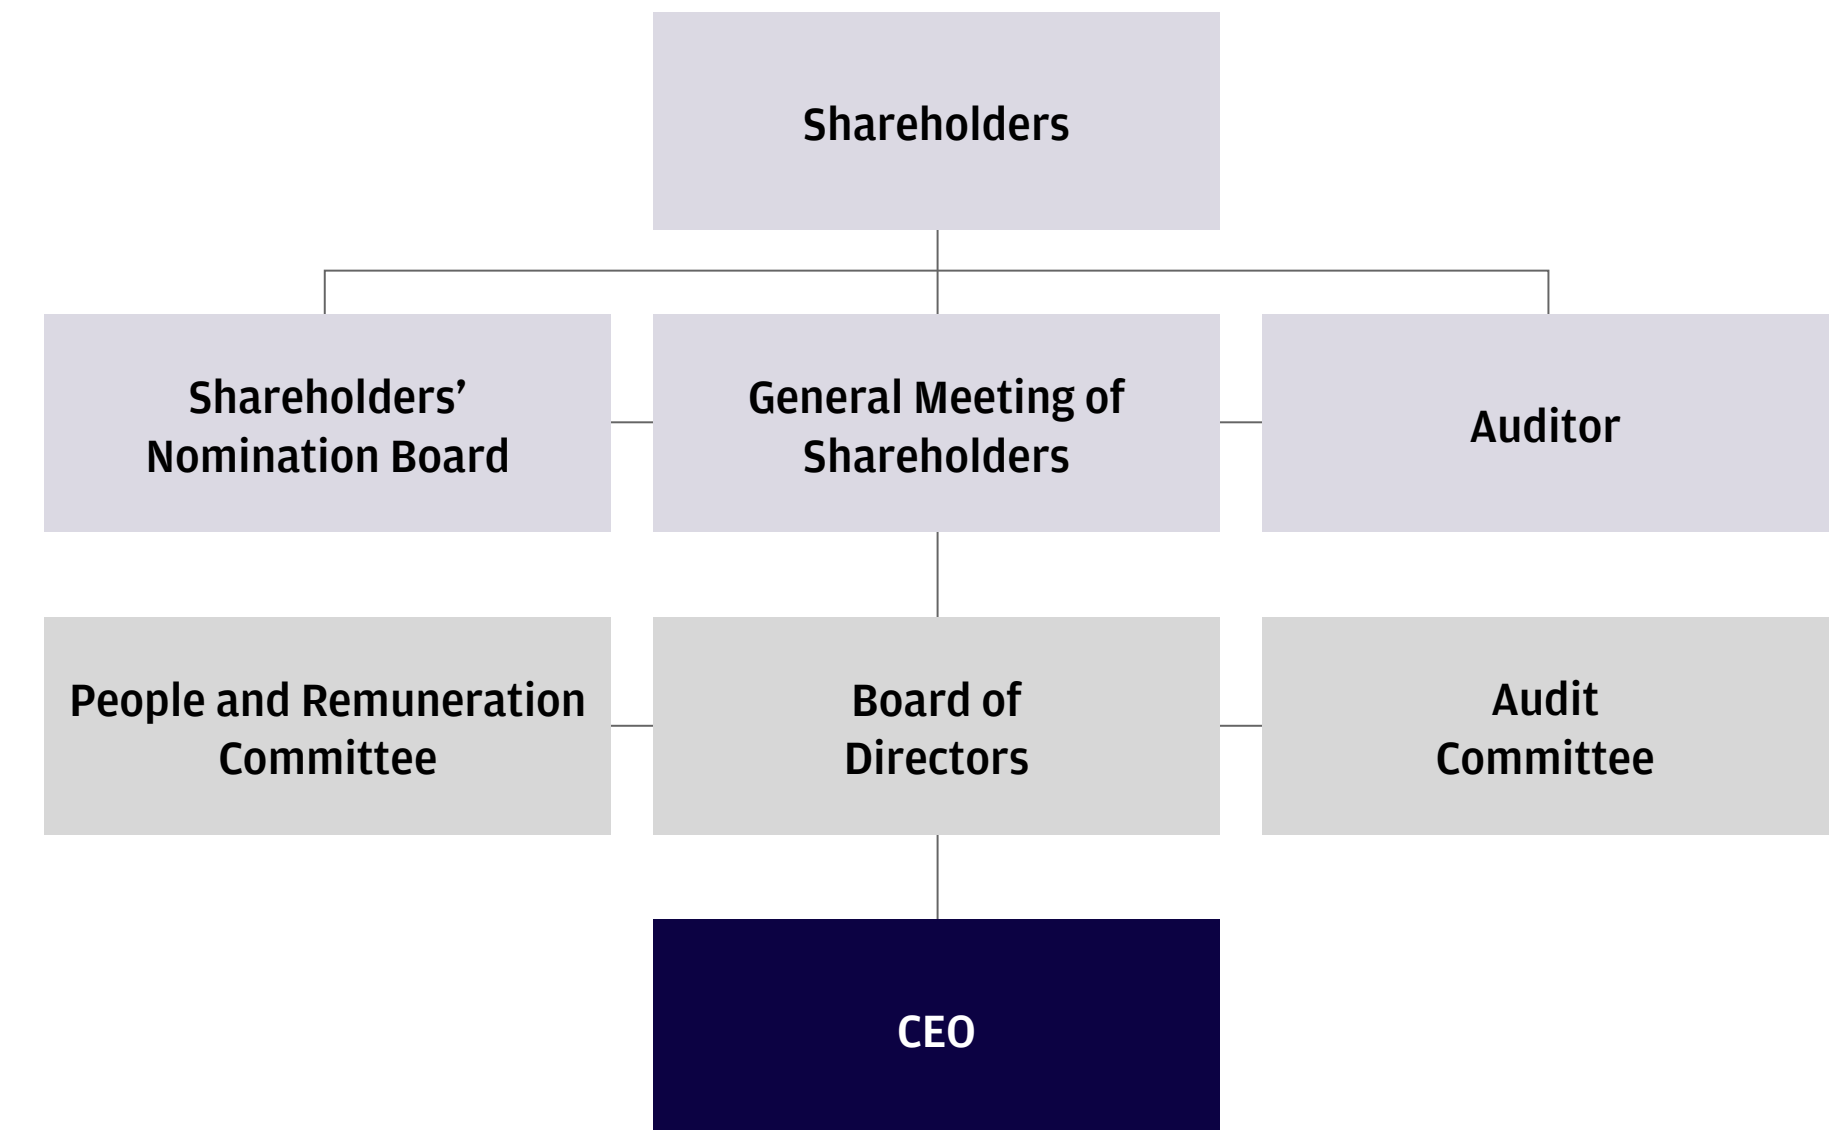 Shareholders
Shareholders’
Nomination Board
General Meeting of
Shareholders
Auditor
People and Remuneration
Committee
Board of
Directors
Audit
Committee
CEO